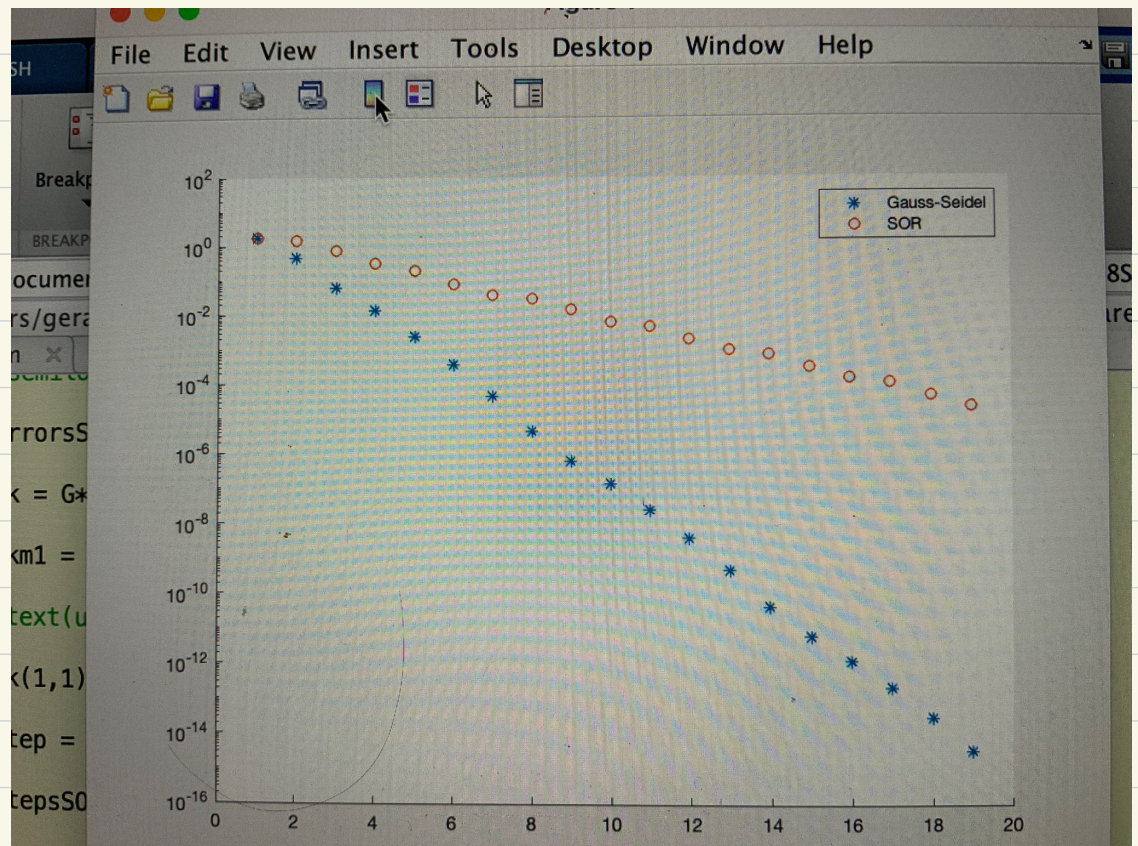 SH
File Edit View Insert Tools Desktop Window Help
Breakp
BREAKP
ocumen
rs/gera
rrorsS
k = G*
km1 =
text(u
k(1,1)
tep =
tepsSO
8S
are
Gauss-Seidel
SOR
10^2
10^0
10^-2
10^-4
10^-6
10^-8
10^-10
10^-12
10^-14
10^-16
0 2 4 6 8 10 12 14 16 18 20